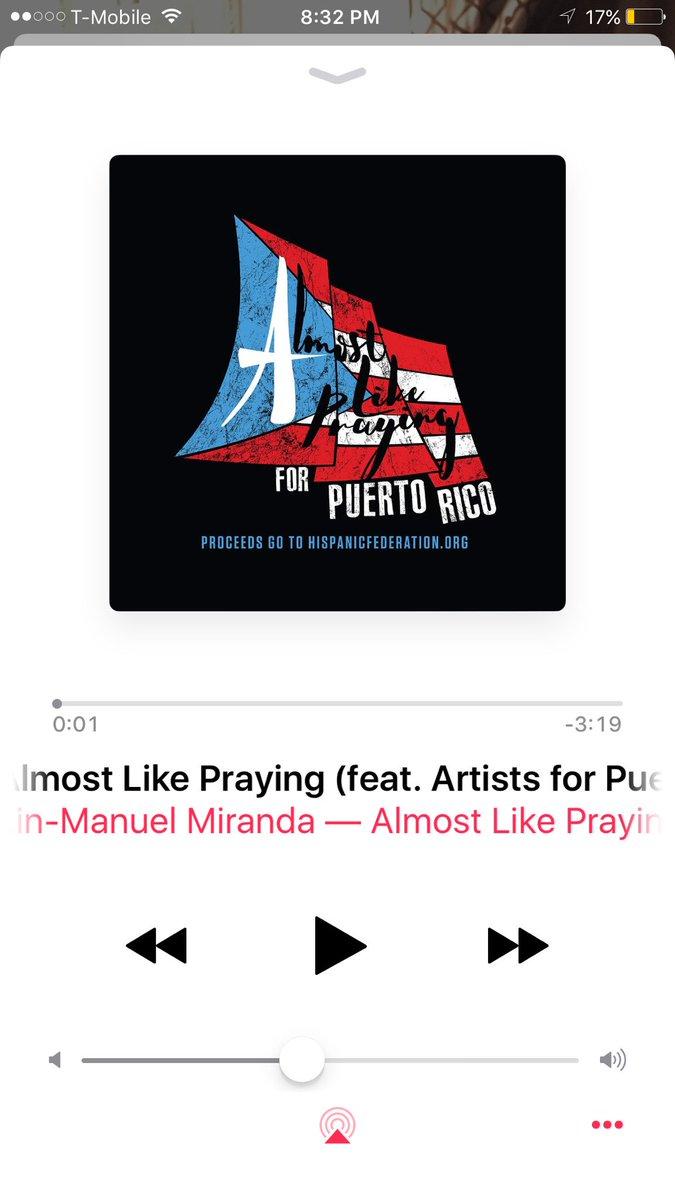 T-Mobile 8:32 PM 17%
Almost
Like
Praying
FOR
PUERTO RICO
PROCEEDS GO TO HISPANICFEDERATION.ORG
0:01 -3:19
lmost Like Praying (feat. Artists for Pue
in-Manuel Miranda — Almost Like Prayin